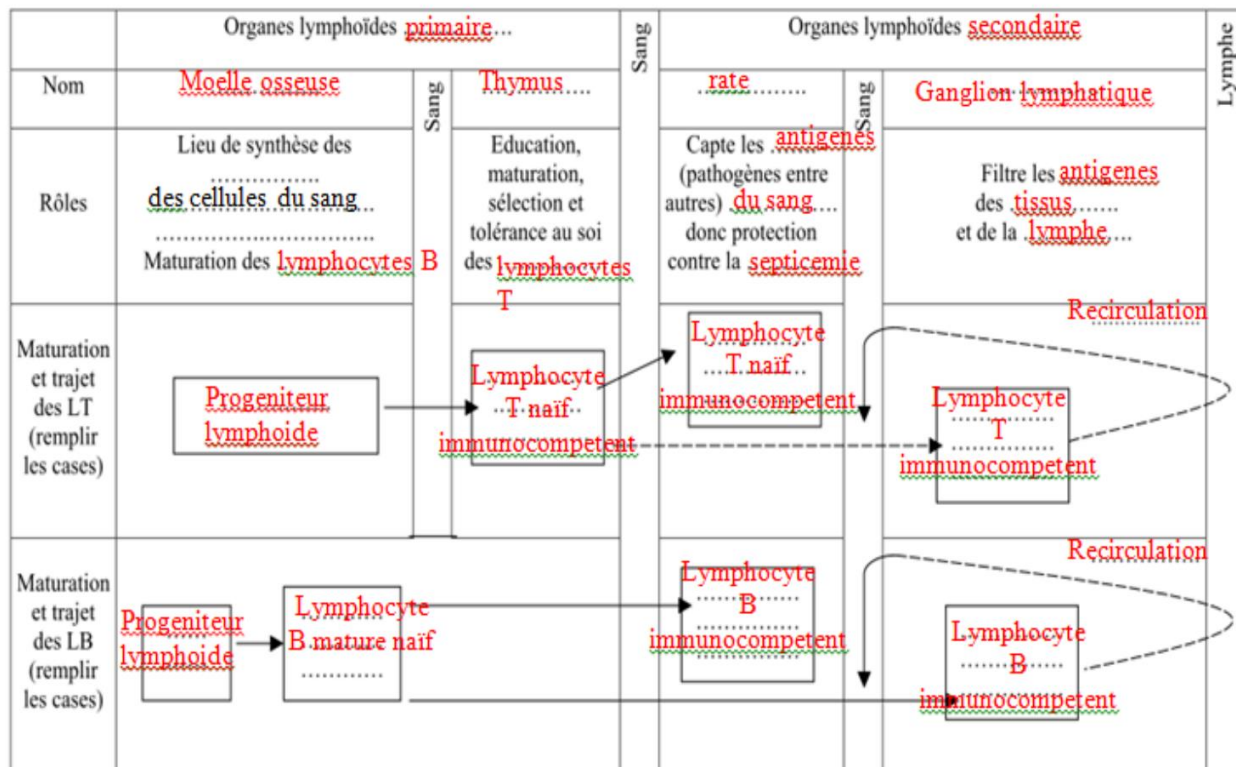 Organes lymphoïdes primaire
Sang
Organes lymphoïdes secondaire
Lymphe
Nom
Moelle osseuse
Sang
Thymus
rate
Sang
Ganglion lymphatique
Rôles
Lieu de synthèse des
des cellules du sang
Maturation des lymphocytes B
Education,
maturation,
sélection et
tolérance au soi
des lymphocytes
T
Capte les antigenes
(pathogènes entre
autres) du sang
donc protection
contre la septicemie
Filtre les antigenes
des tissus
et de la lymphe
Maturation
et trajet
des LT
(remplir
les cases)
Progeniteur
lymphoide
Lymphocyte
T naïf
immunocompetent
Lymphocyte
T naïf
immunocompetent
Recirculation
Lymphocyte
T
immunocompetent
Maturation
et trajet
des LB
(remplir
les cases)
Progeniteur
lymphoide
Lymphocyte
B mature naïf
Lymphocyte
B
immunocompetent
Recirculation
Lymphocyte
B
immunocompetent